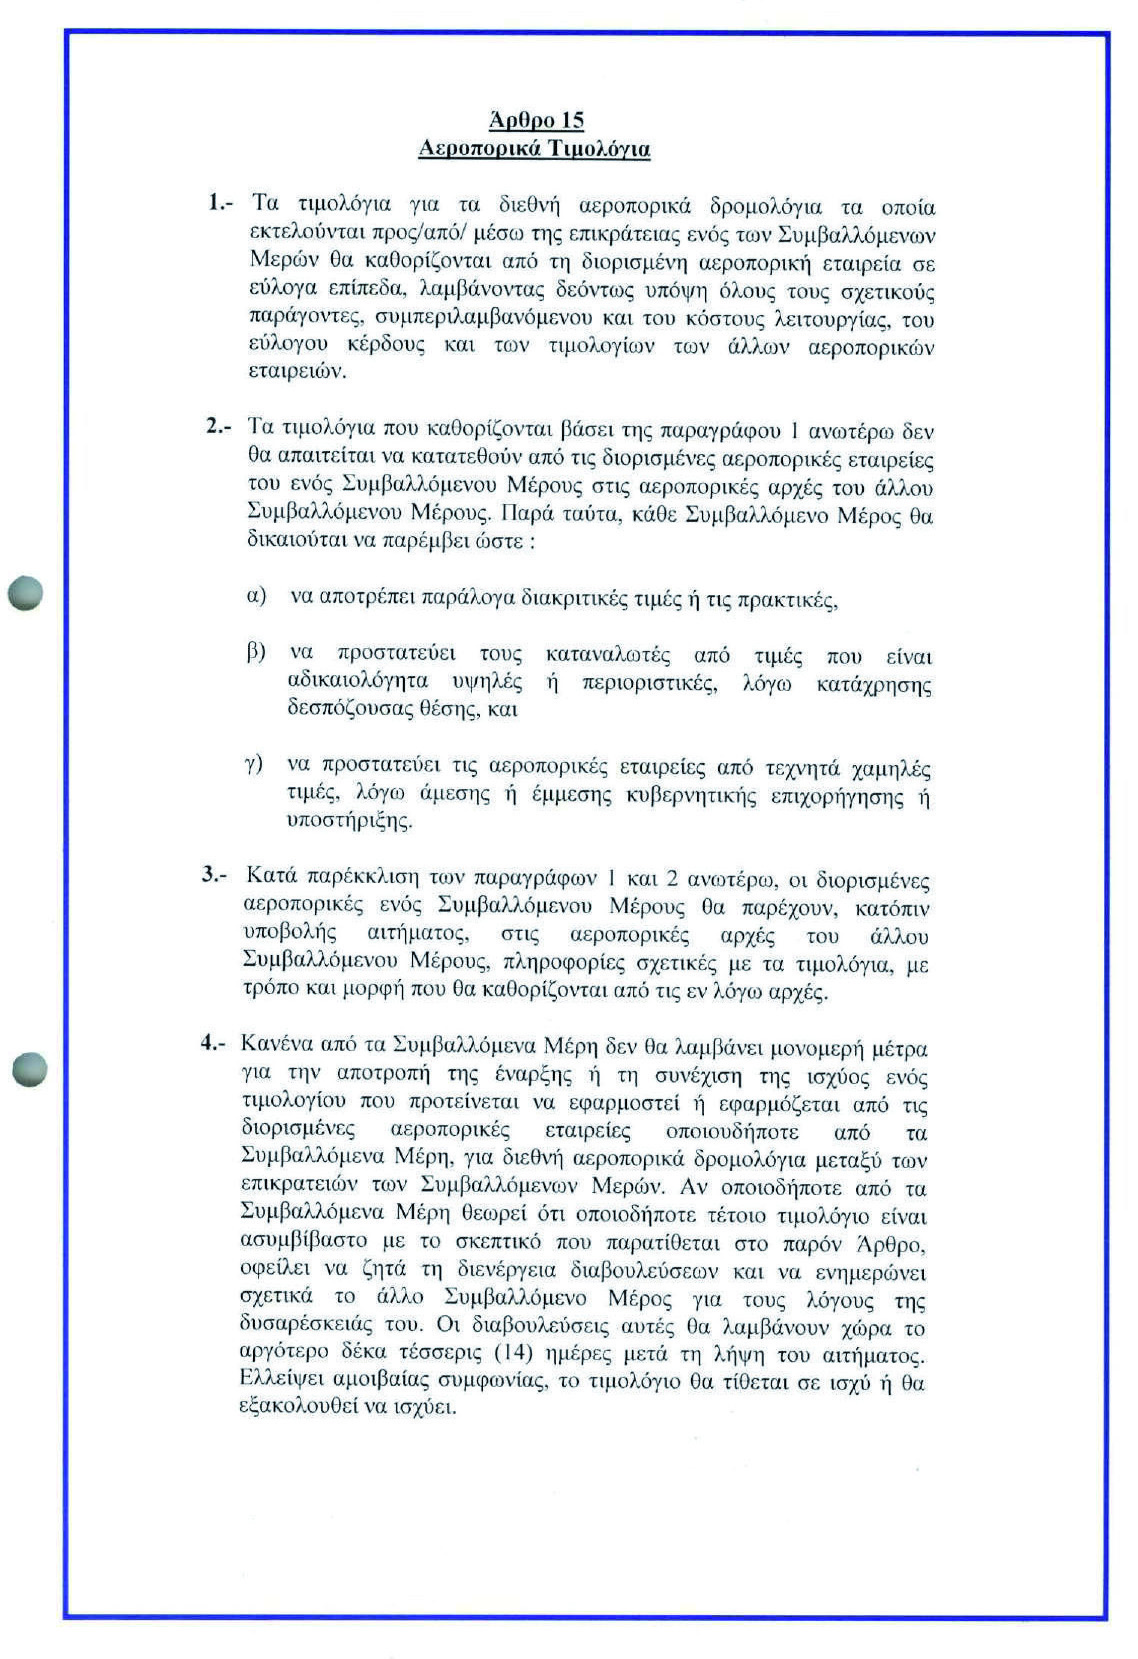 Άρθρο 15
Αεροπορικά Τιμολόγια
1.- Τα τιμολόγια για τα διεθνή αεροπορικά δρομολόγια τα οποία
εκτελούνται προς/από/ μέσω της επικράτειας ενός των Συμβαλλόμενων
Μερών θα καθορίζονται από τη διορισμένη αεροπορική εταιρεία σε
εύλογα επίπεδα, λαμβάνοντας δεόντως υπόψη όλους τους σχετικούς
παράγοντες, συμπεριλαμβανόμενου και του κόστους λειτουργίας, του
εύλογου κέρδους και των τιμολογίων των άλλων αεροπορικών
εταιρειών.
2.- Τα τιμολόγια που καθορίζονται βάσει της παραγράφου 1 ανωτέρω δεν
θα απαιτείται να κατατεθούν από τις διορισμένες αεροπορικές εταιρείες
του ενός Συμβαλλόμενου Μέρους στις αεροπορικές αρχές του άλλου
Συμβαλλόμενου Μέρους. Παρά ταύτα, κάθε Συμβαλλόμενο Μέρος θα
δικαιούται να παρέμβει ώστε :
α) να αποτρέπει παράλογα διακριτικές τιμές ή τις πρακτικές,
β) να προστατεύει τους καταναλωτές από τιμές που είναι
αδικαιολόγητα υψηλές ή περιοριστικές, λόγω κατάχρησης
δεσπόζουσας θέσης, και
γ) να προστατεύει τις αεροπορικές εταιρείες από τεχνητά χαμηλές
τιμές, λόγω άμεσης ή έμμεσης κυβερνητικής επιχορήγησης ή
υποστήριξης.
3.- Κατά παρέκκλιση των παραγράφων 1 και 2 ανωτέρω, οι διορισμένες
αεροπορικές ενός Συμβαλλόμενου Μέρους θα παρέχουν, κατόπιν
υποβολής αιτήματος, στις αεροπορικές αρχές του άλλου
Συμβαλλόμενου Μέρους, πληροφορίες σχετικές με τα τιμολόγια, με
τρόπο και μορφή που θα καθορίζονται από τις εν λόγω αρχές.
4.- Κανένα από τα Συμβαλλόμενα Μέρη δεν θα λαμβάνει μονομερή μέτρα
για την αποτροπή της έναρξης ή τη συνέχιση της ισχύος ενός
τιμολογίου που προτείνεται να εφαρμοστεί ή εφαρμόζεται από τις
διορισμένες αεροπορικές εταιρείες οποιουδήποτε από τα
Συμβαλλόμενα Μέρη, για διεθνή αεροπορικά δρομολόγια μεταξύ των
επικρατειών των Συμβαλλόμενων Μερών. Αν οποιοδήποτε από τα
Συμβαλλόμενα Μέρη θεωρεί ότι οποιοδήποτε τέτοιο τιμολόγιο είναι
ασυμβίβαστο με το σκεπτικό που παρατίθεται στο παρόν Άρθρο,
οφείλει να ζητά τη διενέργεια διαβουλεύσεων και να ενημερώνει
σχετικά το άλλο Συμβαλλόμενο Μέρος για τους λόγους της
δυσαρέσκειάς του. Οι διαβουλεύσεις αυτές θα λαμβάνουν χώρα το
αργότερο δέκα τέσσερις (14) ημέρες μετά τη λήψη του αιτήματος.
Ελλείψει αμοιβαίας συμφωνίας, το τιμολόγιο θα τίθεται σε ισχύ ή θα
εξακολουθεί να ισχύει.